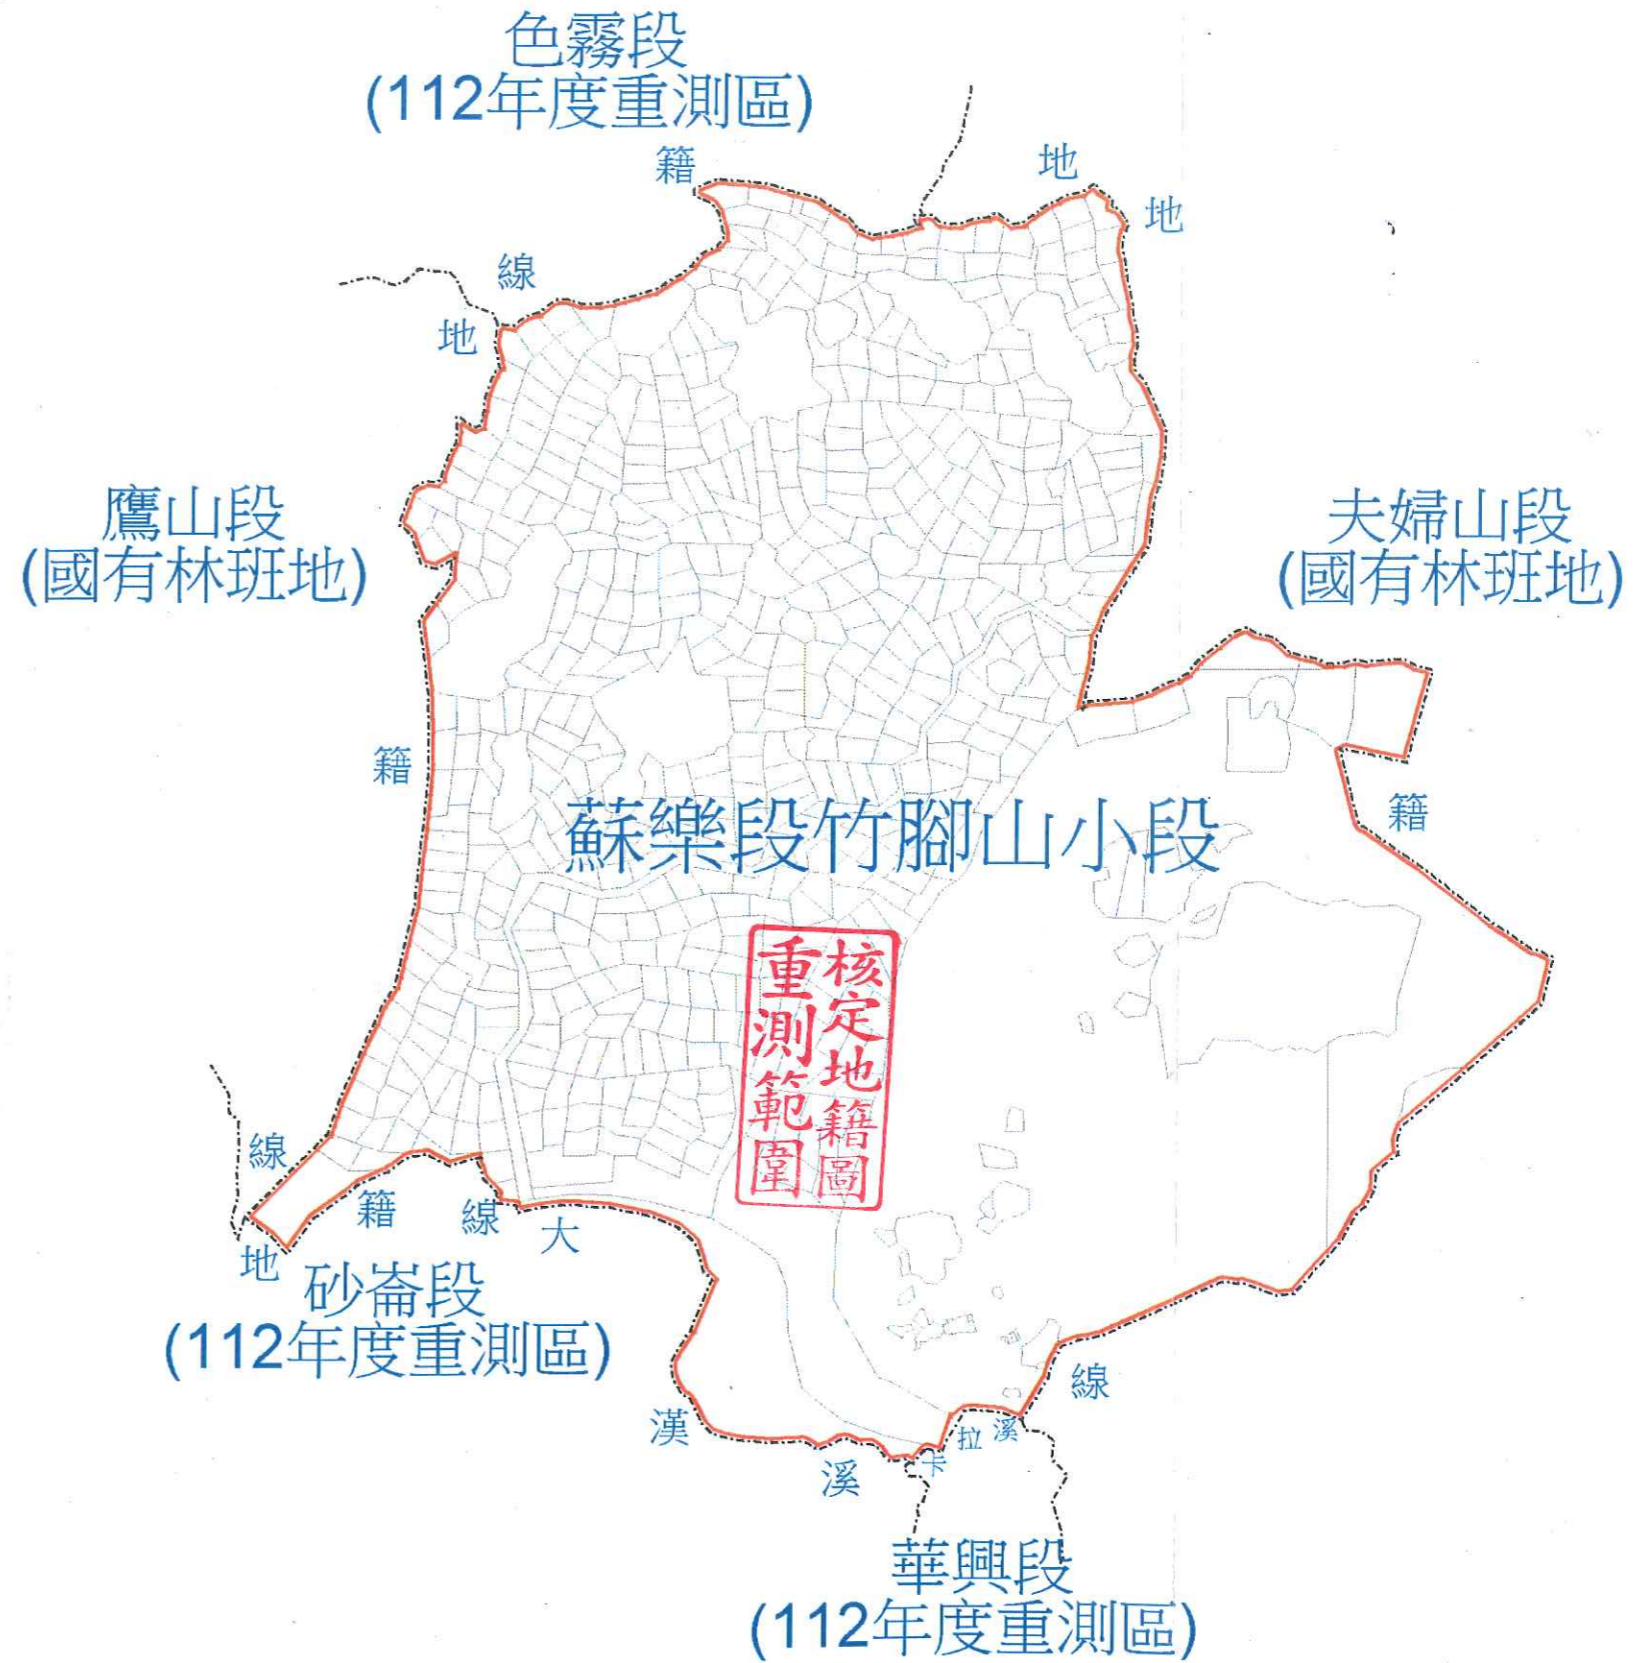 色霧段
(112年度重測區)
籍
地
地
線
地
鷹山段
(國有林班地)
夫婦山段
(國有林班地)
籍
籍
蘇樂段竹腳山小段
核定地籍圖
重測範圍
線
籍
線
大
地
砂崙段
(112年度重測區)
線
漢
溪
卡
拉
溪
華興段
(112年度重測區)